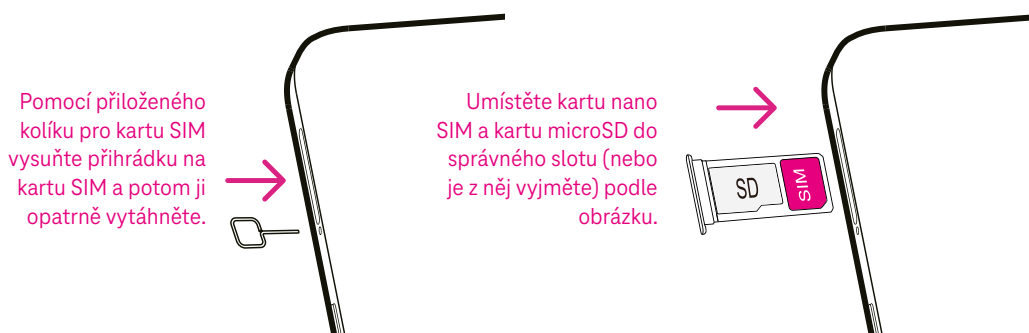 Pomocí přiloženého
kolíku pro kartu SIM
vysuňte přihrádku na
kartu SIM a potom ji
opatrně vytáhněte.
Umístěte kartu nano
SIM a kartu microSD do
správného slotu (nebo
je z něj vyjměte) podle
obrázku.
SD
SIM